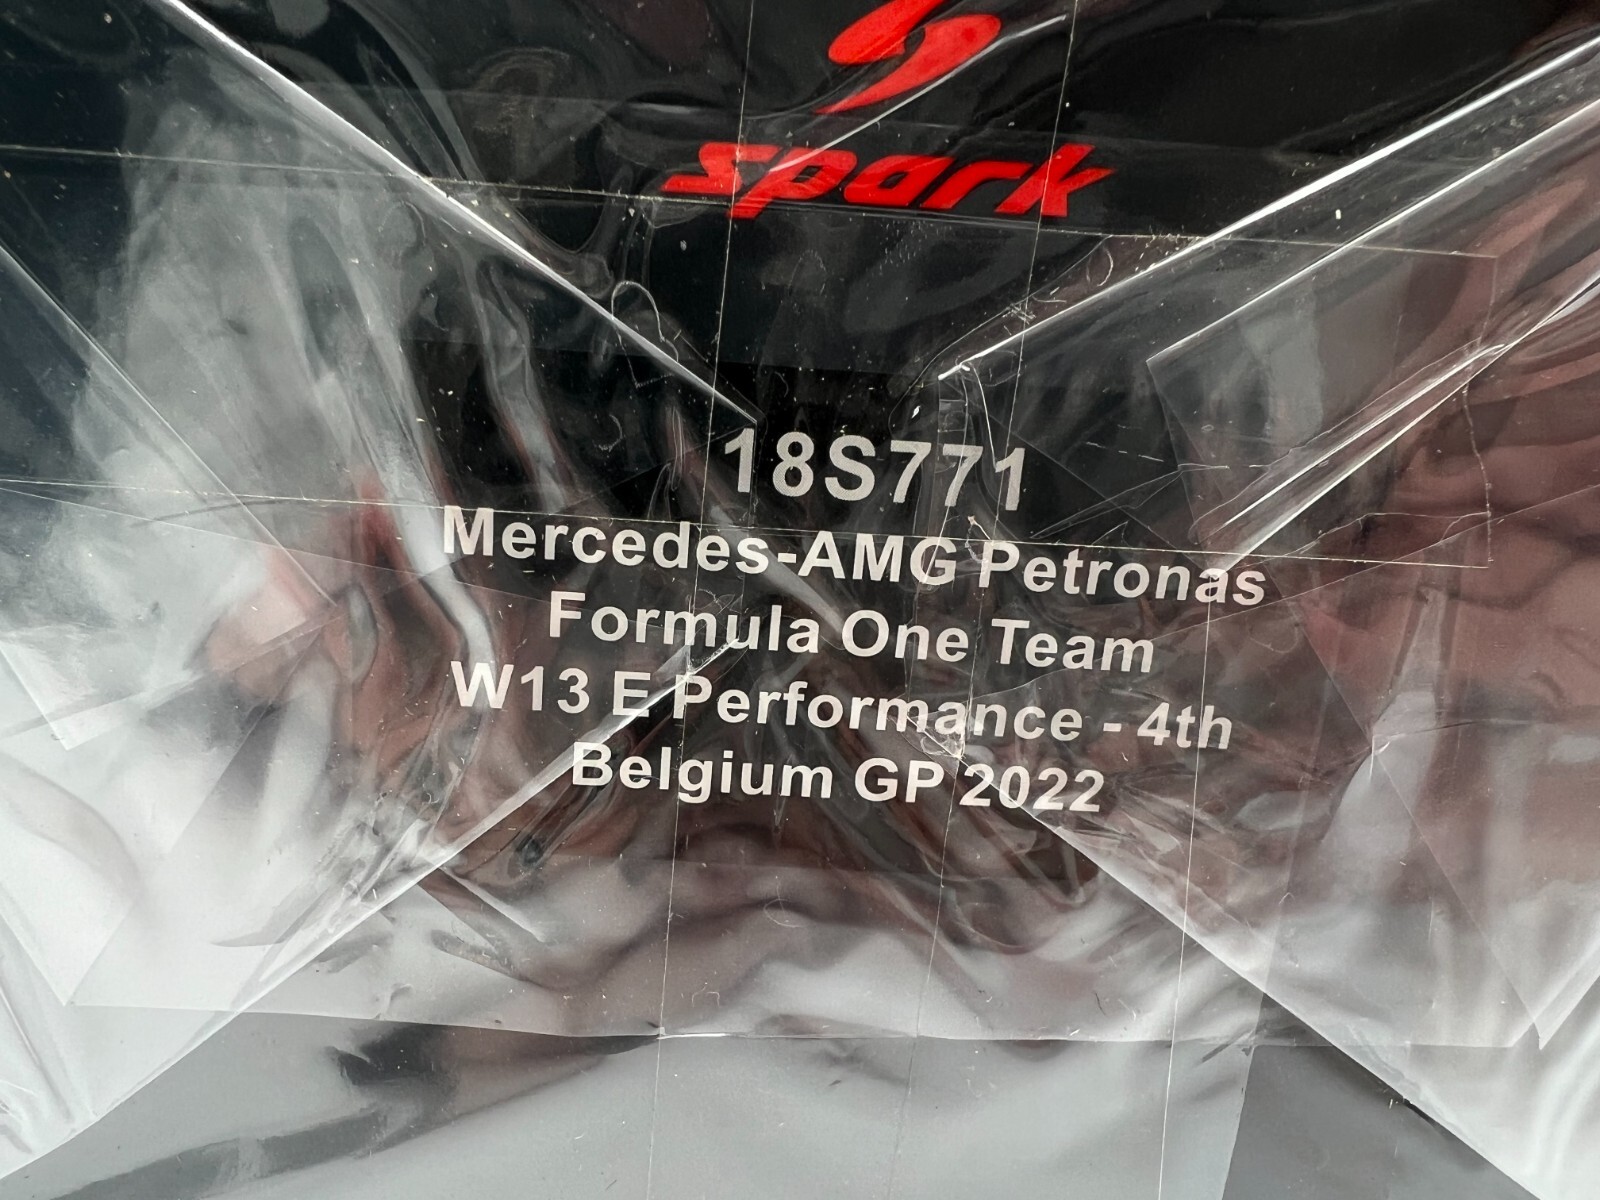 spark
18S771
Mercedes-AMG Petronas
Formula One Team
W13 E Performance - 4th
Belgium GP 2022